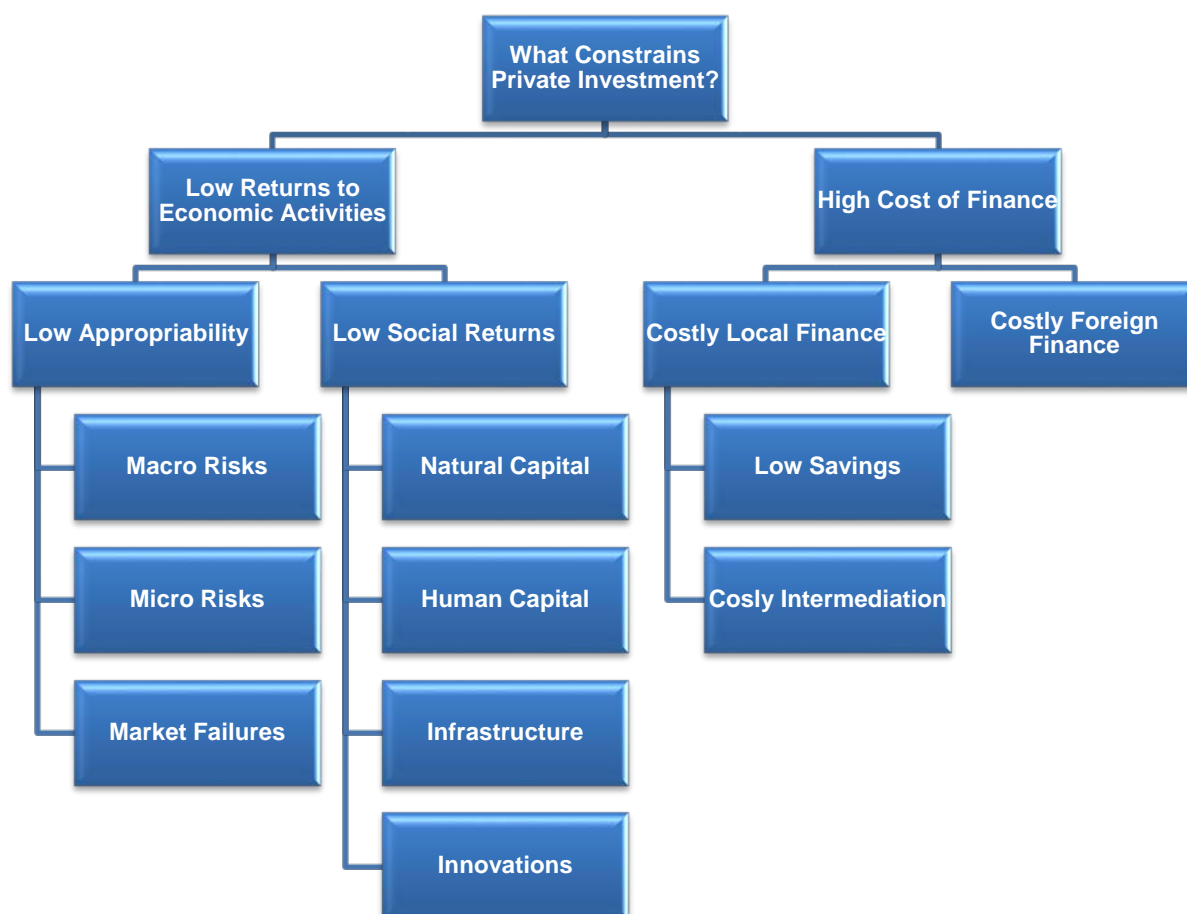 What Constrains
Private Investment?
Low Returns to
Economic Activities
High Cost of Finance
Low Appropriability
Low Social Returns
Costly Local Finance
Costly Foreign
Finance
Macro Risks
Natural Capital
Low Savings
Micro Risks
Human Capital
Cosly Intermediation
Market Failures
Infrastructure
Innovations